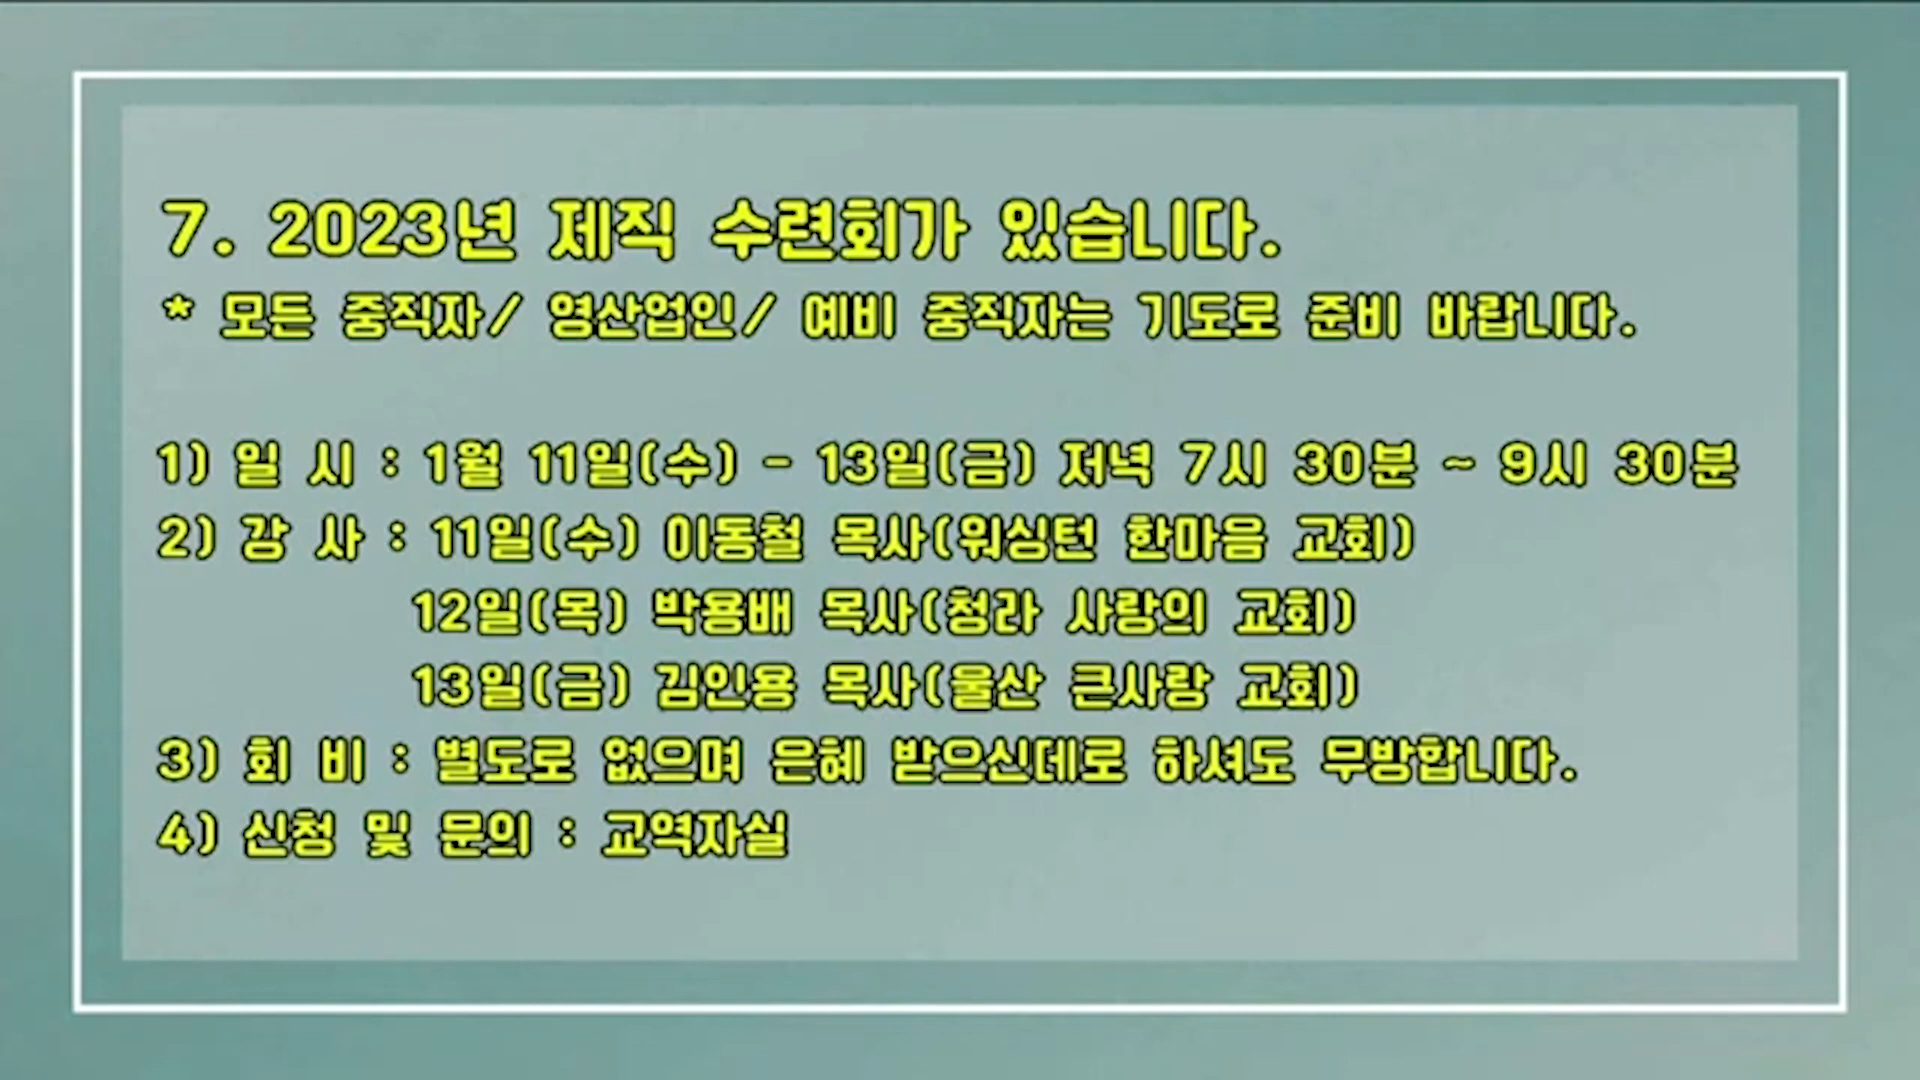 7. 2023년 제직 수련회가 있습니다.
* 모든 중직자/ 영산업인/ 예비 중직자는 기도로 준비 바랍니다.
1) 일 시 : 1월 11일(수) - 13일(금) 저녁 7시 30분 ~ 9시 30분
2) 강 사 : 11일(수) 이동철 목사(워싱턴 한마음 교회)
12일(목) 박용배 목사(청라 사랑의 교회)
13일(금) 김인용 목사(울산 큰사랑 교회)
3) 회 비 : 별도로 없으며 은혜 받으신데로 하셔도 무방합니다.
4) 신청 및 문의 : 교역자실